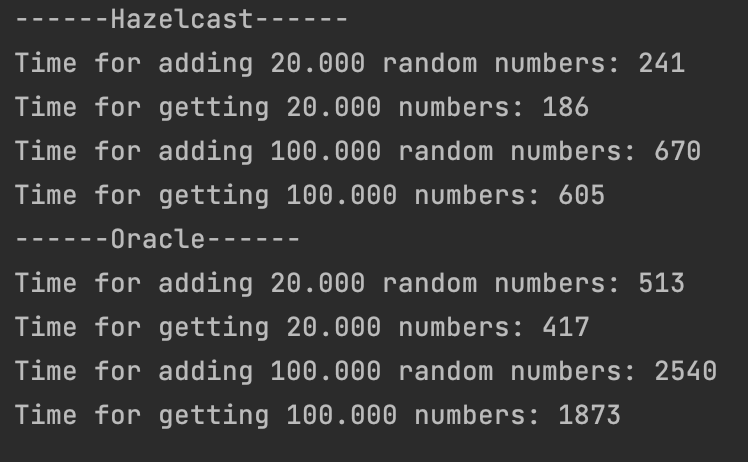 ------Hazelcast------
Time for adding 20.000 random numbers: 241
Time for getting 20.000 numbers: 186
Time for adding 100.000 random numbers: 670
Time for getting 100.000 numbers: 605
------Oracle------
Time for adding 20.000 random numbers: 513
Time for getting 20.000 numbers: 417
Time for adding 100.000 random numbers: 2540
Time for getting 100.000 numbers: 1873